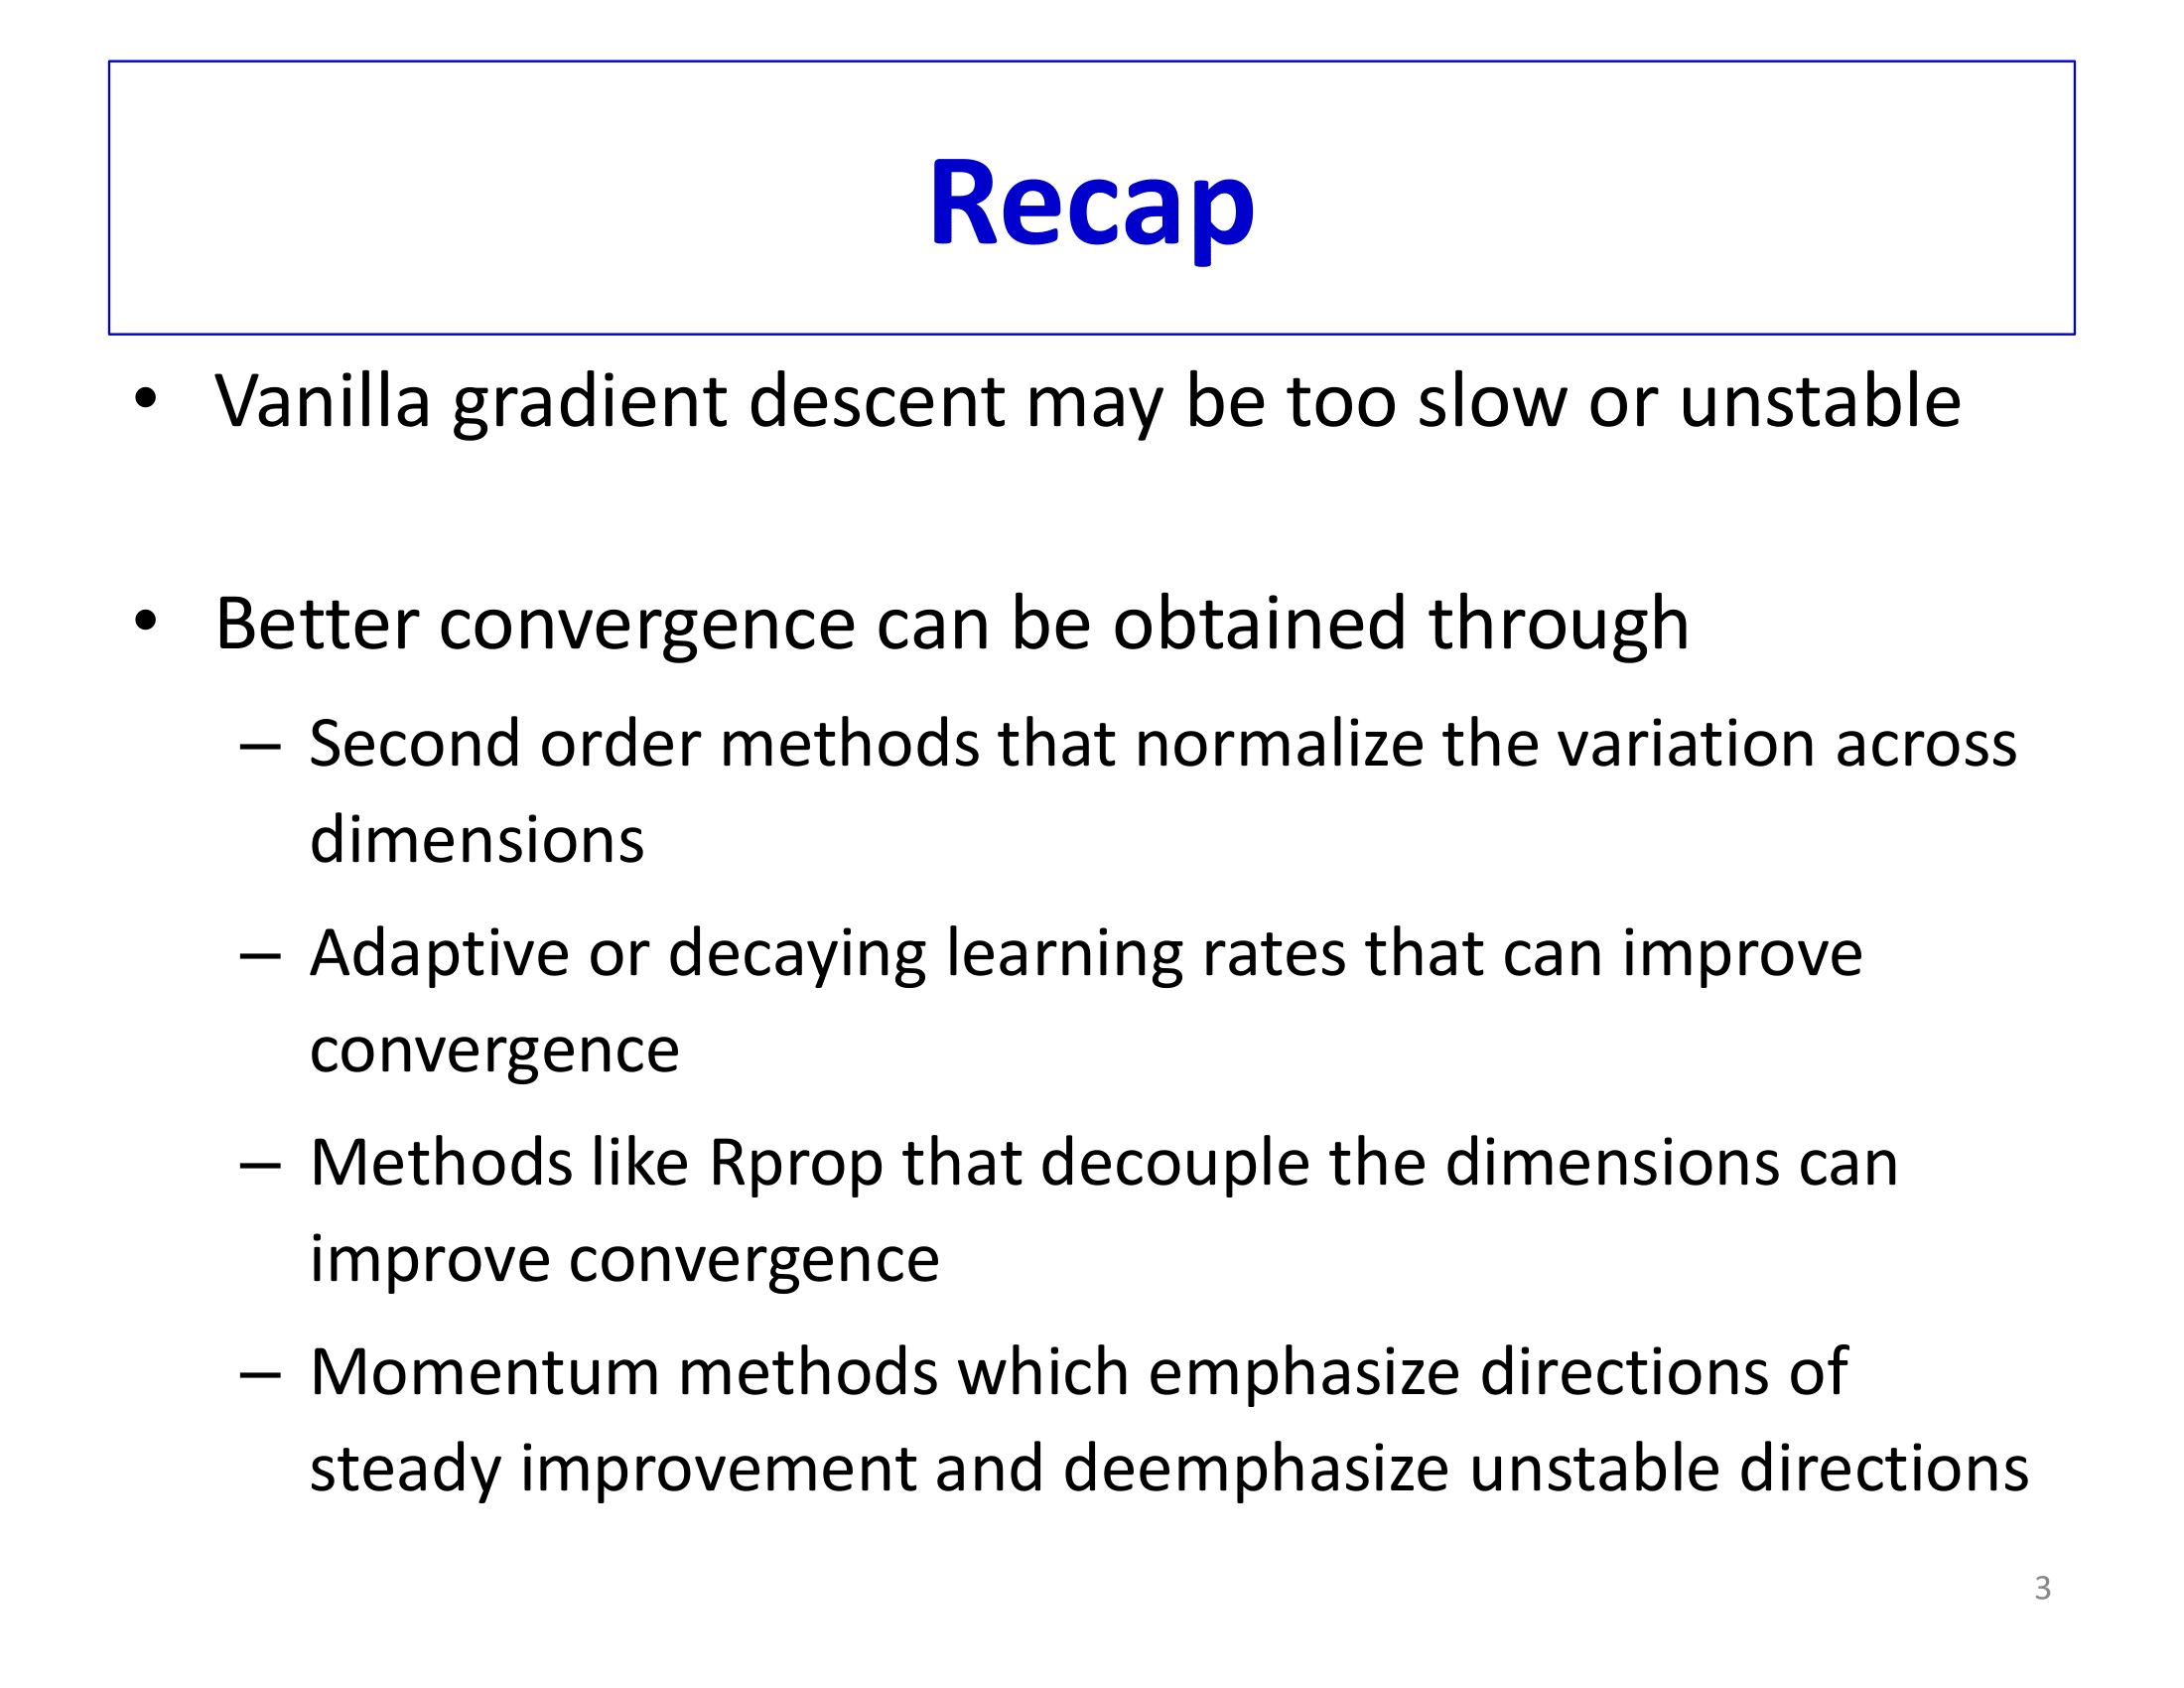 Recap
• Vanilla gradient descent may be too slow or unstable
• Better convergence can be obtained through
– Second order methods that normalize the variation across
dimensions
– Adaptive or decaying learning rates that can improve
convergence
– Methods like Rprop that decouple the dimensions can
improve convergence
– Momentum methods which emphasize directions of
steady improvement and deemphasize unstable directions
3